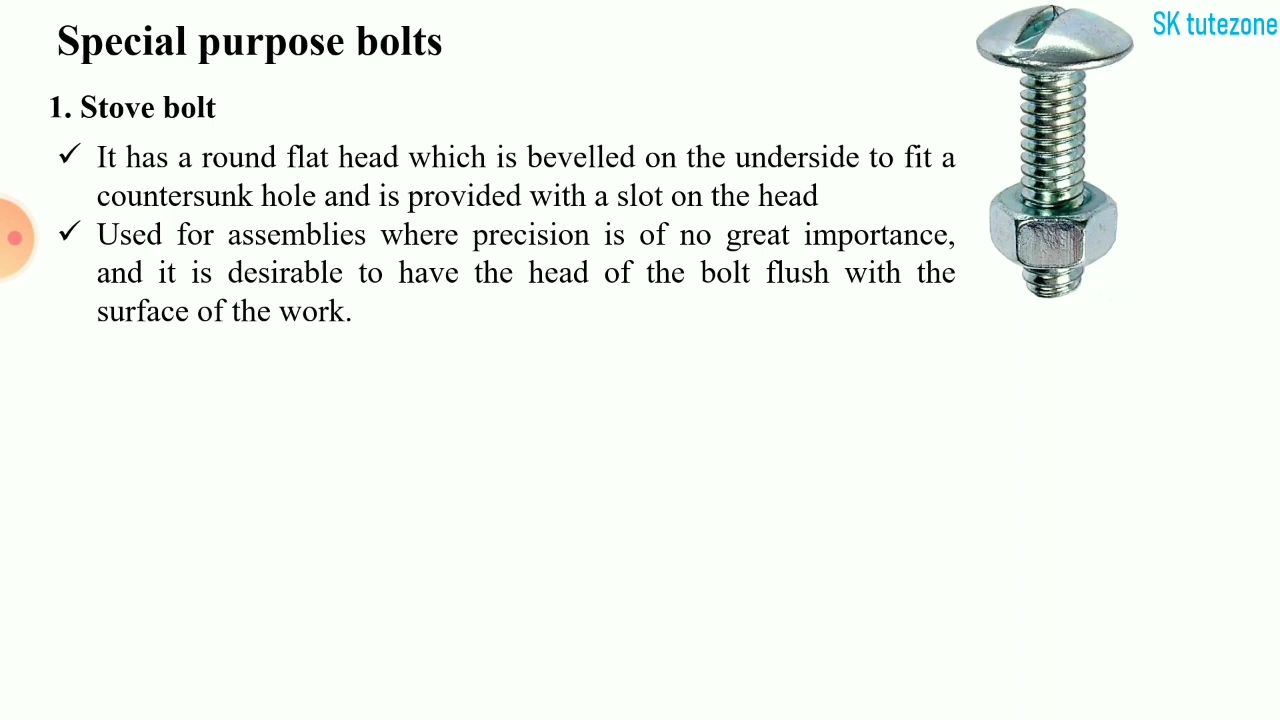 Special purpose bolts
SK tutezone
1. Stove bolt
✓ It has a round flat head which is bevelled on the underside to fit a
countersunk hole and is provided with a slot on the head
✓ Used for assemblies where precision is of no great importance,
and it is desirable to have the head of the bolt flush with the
surface of the work.